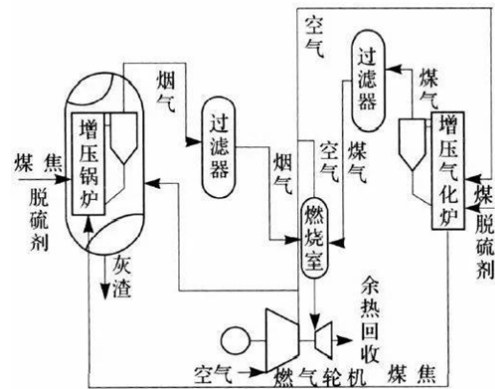 空气
过滤器
煤气
煤气
增压气化炉
煤
脱硫剂
烟气
过滤器
烟气
空气
燃烧室
增压锅炉
煤 焦
脱硫剂
灰渣
余热
回收
空气
燃气轮机
煤 焦